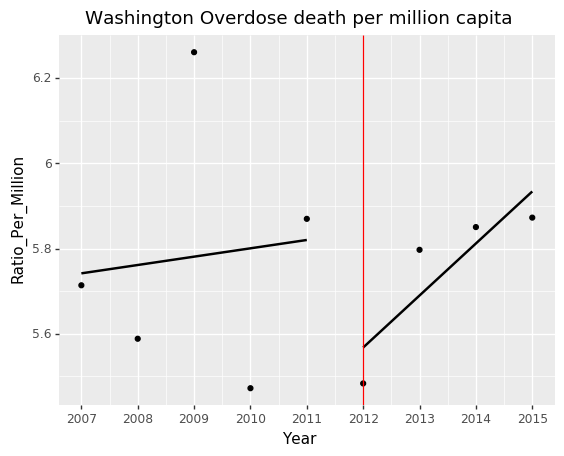 Washington Overdose death per million capita
6.2
6
5.8
5.6
Ratio_Per_Million
2007 2008 2009 2010 2011 2012 2013 2014 2015
Year